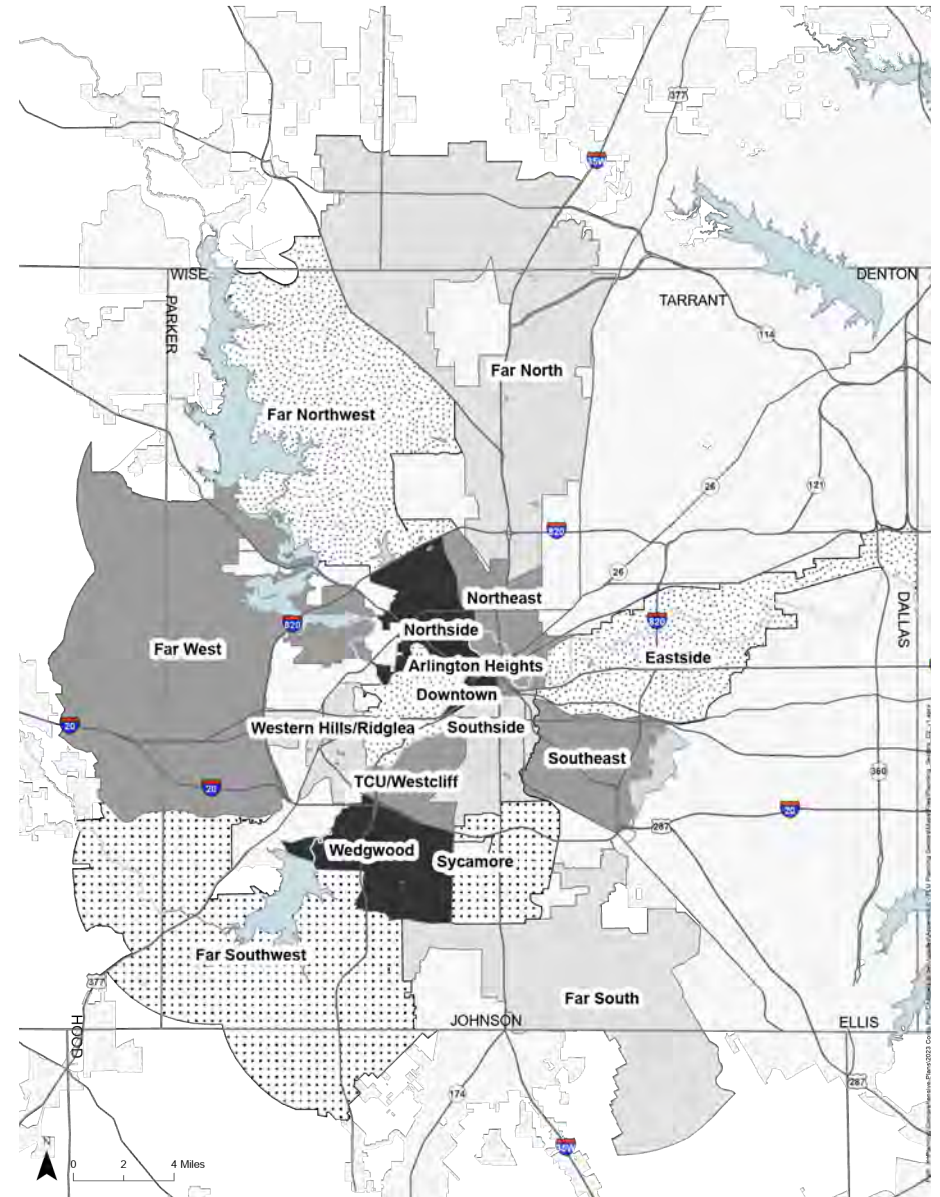 377
35W
WISE
DENTON
PARKER
TARRANT
114
Far North
Far Northwest
26
121
820
26
Northeast
DALLAS
820
820
Northside
Far West
Eastside
Arlington Heights
Downtown
20
Western Hills/Ridglea
Southside
Southeast
360
20
TCU/Westcliff
20
287
Wedgwood
Sycamore
Far Southwest
377
Far South
HOOD
JOHNSON
ELLIS
287
174
35W
N
0 2 4 Miles